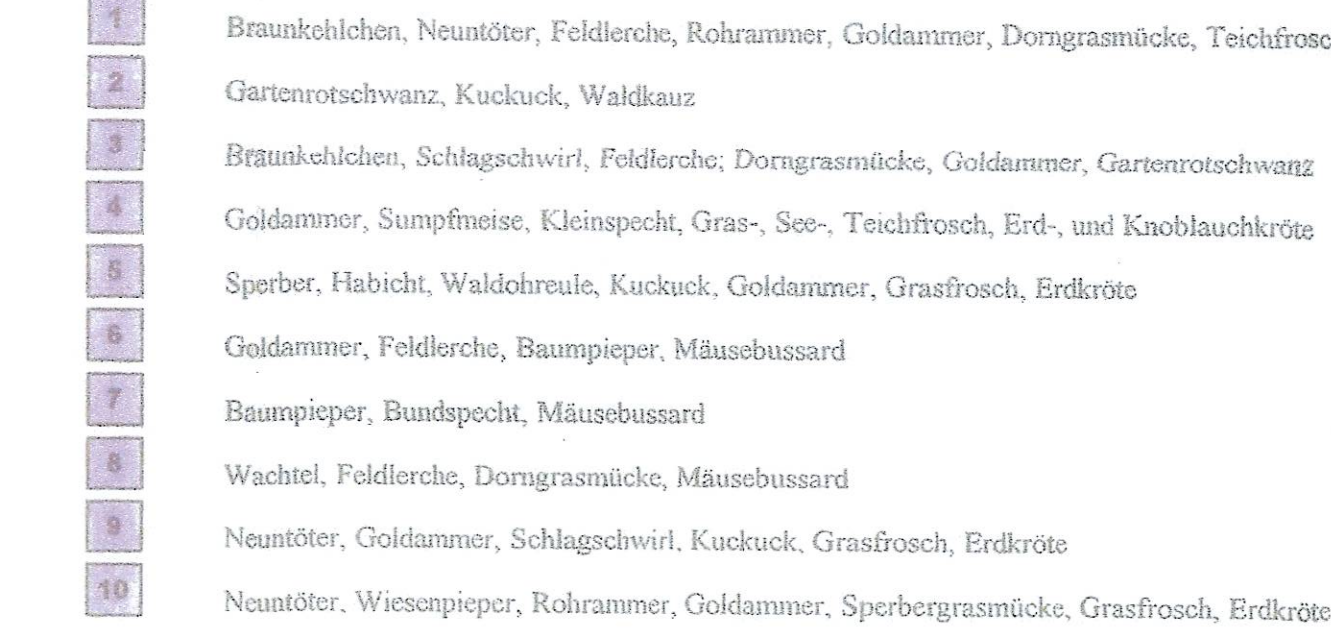 1 Braunkehlchen, Neuntöter, Feldlerche, Rohrammer, Goldammer, Dorngrasmücke, Teichfrosc
2 Gartenrotschwanz, Kuckuck, Waldkauz
3 Braunkehlchen, Schlagschwirl, Feldlerche; Dorngrasmücke, Goldammer, Gartenrotschwanz
4 Goldammer, Sumpfmeise, Kleinspecht, Gras-, See-, Teichfrosch, Erd-, und Knoblauchkröte
5 Sperber, Habicht, Waldohreule, Kuckuck, Goldammer, Grasfrosch, Erdkröte
6 Goldammer, Feldlerche, Baumpieper, Mäusebussard
7 Baumpieper, Bundspecht, Mäusebussard
8 Wachtel, Feldlerche, Dorngrasmücke, Mäusebussard
9 Neuntöter, Goldammer, Schlagschwirl, Kuckuck, Grasfrosch, Erdkröte
10 Neuntöter, Wiesenpieper, Rohrammer, Goldammer, Sperbergrasmücke, Grasfrosch, Erdkröte